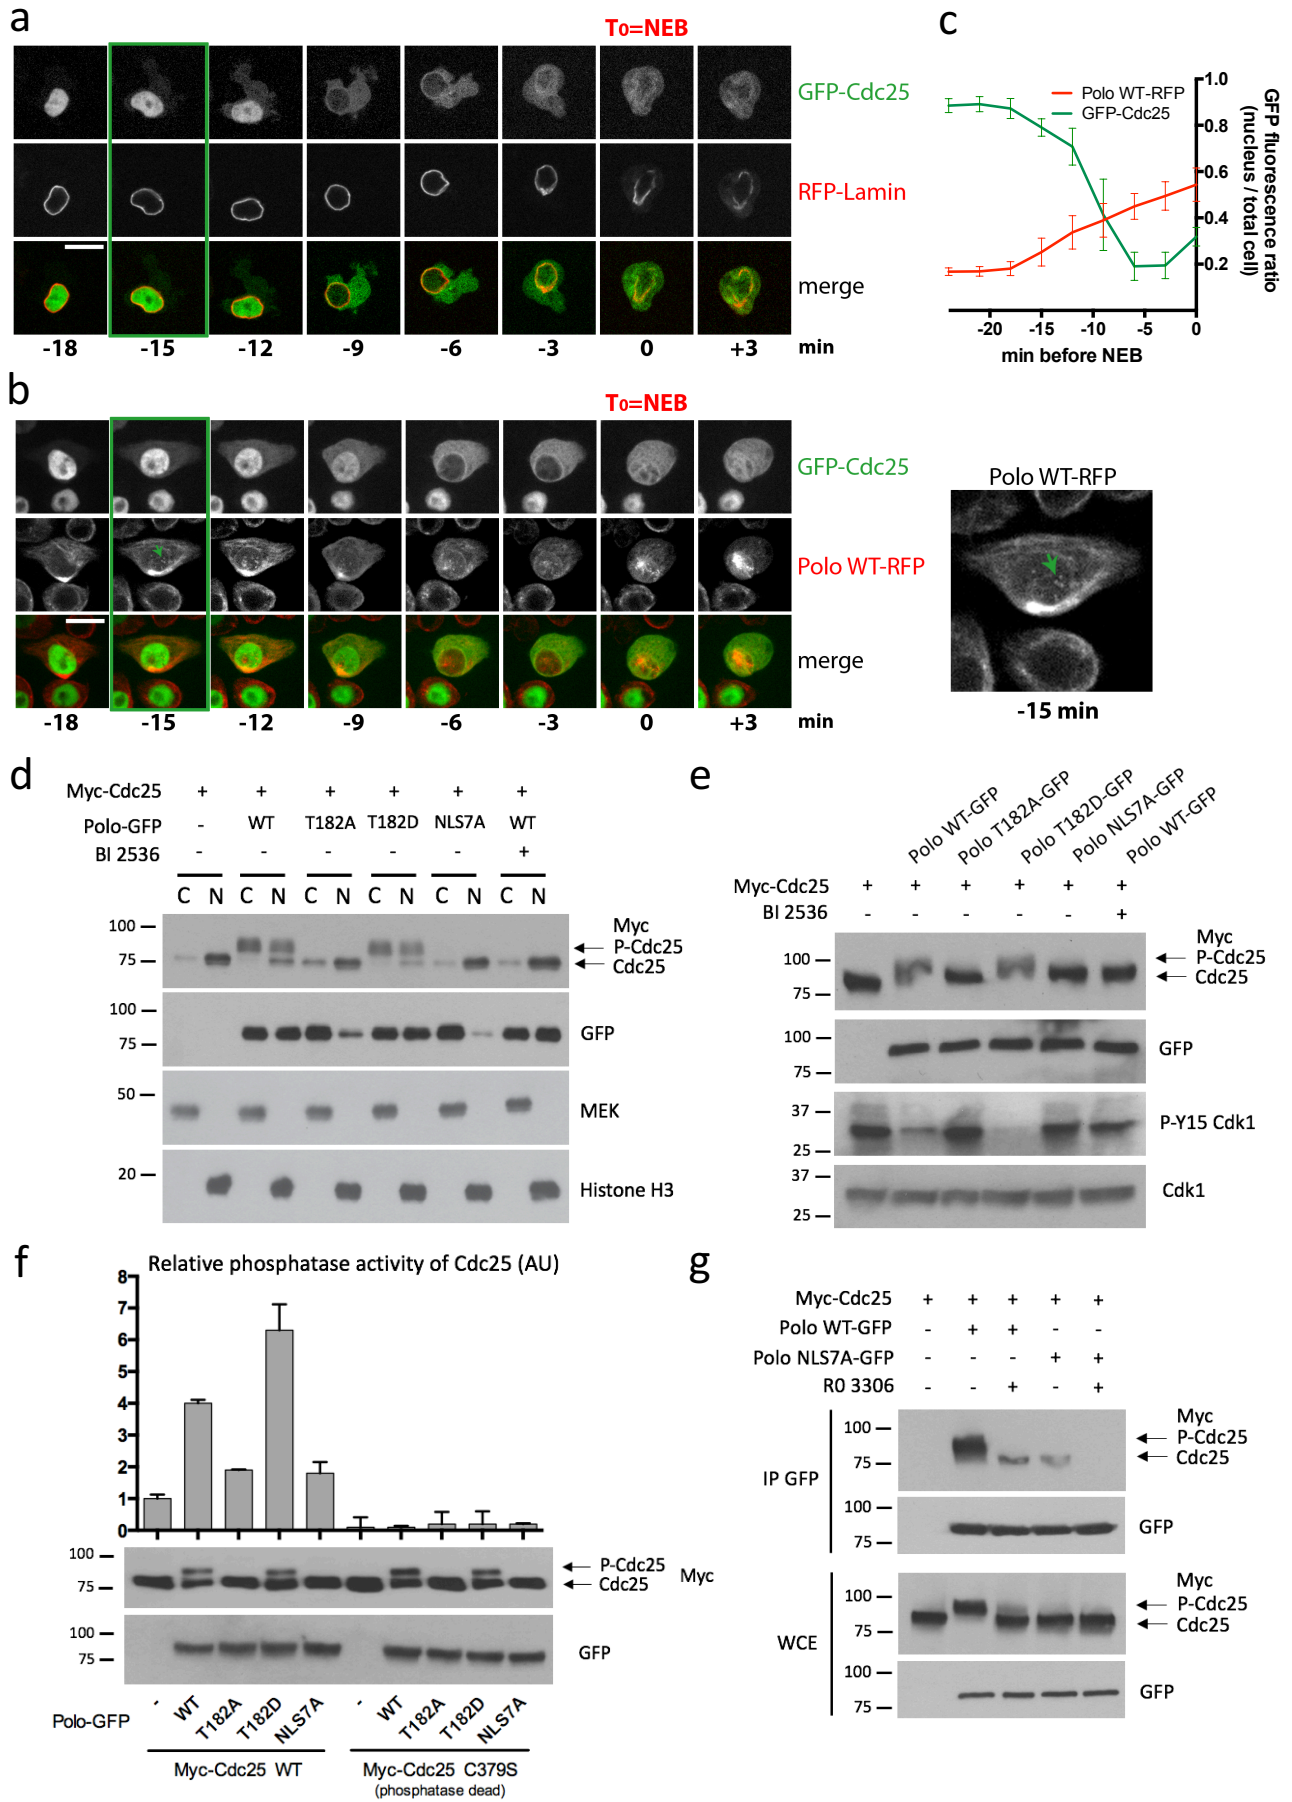 a
T0=NEB
GFP-Cdc25
RFP-Lamin
merge
-18 -15 -12 -9 -6 -3 0 +3 min
c
Polo WT-RFP
GFP-Cdc25
1.0
0.8
0.6
0.4
0.2
GFP fluorescence ratio
(nucleus / total cell)
-20 -15 -10 -5 0
min before NEB
b
T0=NEB
GFP-Cdc25
Polo WT-RFP
merge
-18 -15 -12 -9 -6 -3 0 +3 min
Polo WT-RFP
-15 min
d
Myc-Cdc25 + + + + + +
Polo-GFP - WT T182A T182D NLS7A WT
BI 2536 - - - - - +
C N C N C N C N C N C N
100
75
Myc
P-Cdc25
Cdc25
100
75
GFP
50
MEK
20
Histone H3
e
Polo WT-GFP
Polo T182A-GFP
Polo T182D-GFP
Polo NLS7A-GFP
Polo WT-GFP
Myc-Cdc25 + + + + + +
BI 2536 - - - - - +
100
75
Myc
P-Cdc25
Cdc25
100
75
GFP
37
25
P-Y15 Cdk1
37
25
Cdk1
f
Relative phosphatase activity of Cdc25 (AU)
8
7
6
5
4
3
2
1
0
100
75
P-Cdc25
Cdc25
Myc
100
75
GFP
Polo-GFP - WT T182A T182D NLS7A - WT T182A T182D NLS7A
Myc-Cdc25 WT
Myc-Cdc25 C379S
(phosphatase dead)
g
Myc-Cdc25 + + + + +
Polo WT-GFP - + + - -
Polo NLS7A-GFP - - - + +
R0 3306 - - + - +
IP GFP
100
75
Myc
P-Cdc25
Cdc25
100
75
GFP
WCE
100
75
Myc
P-Cdc25
Cdc25
100
75
GFP